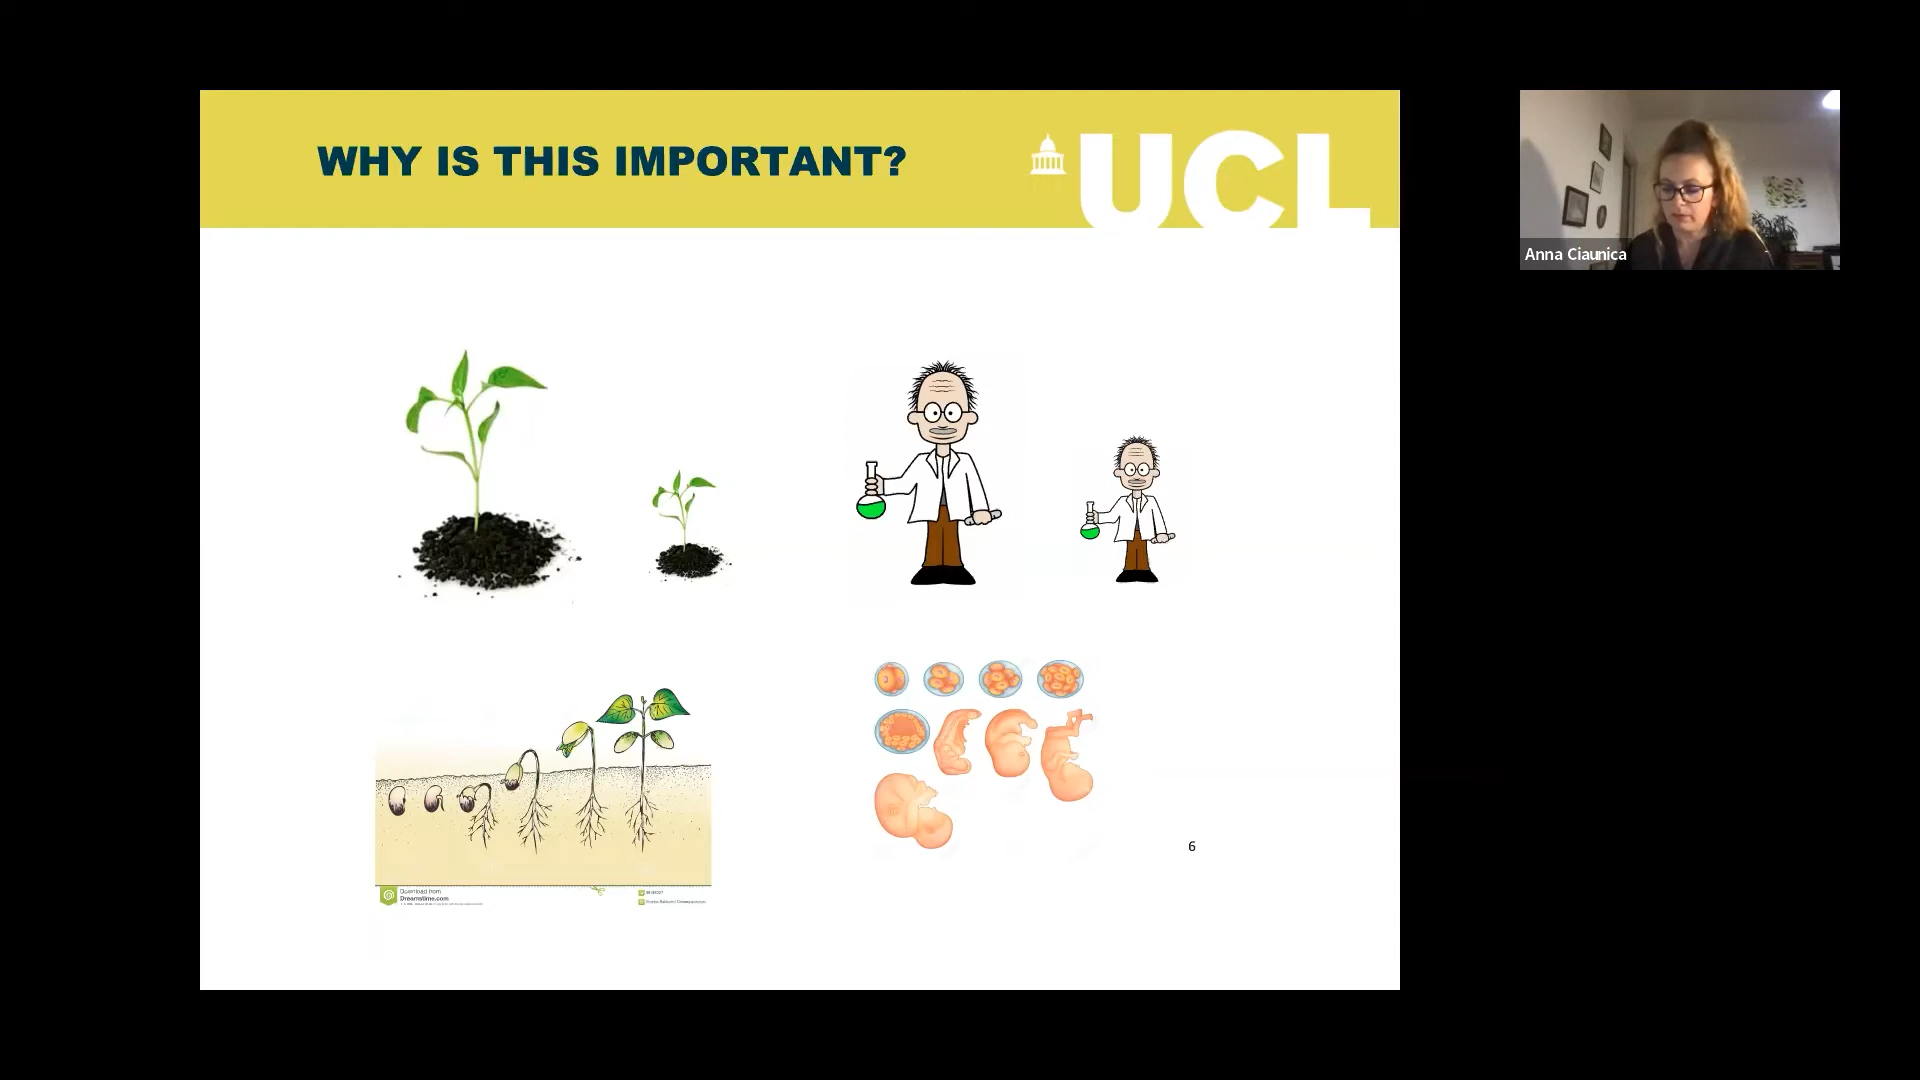 WHY IS THIS IMPORTANT?
UCL
Anna Ciaunica
6
Download from
Dreamstime.com